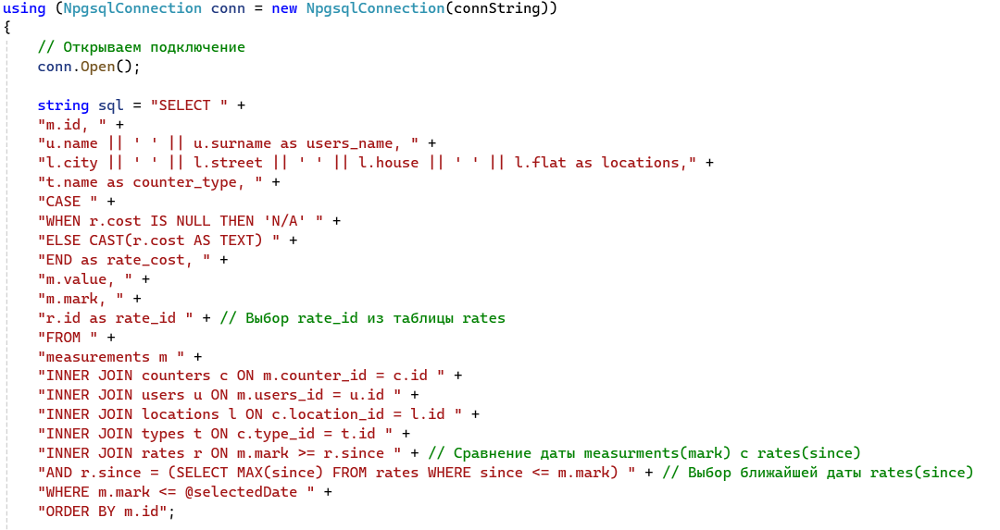 using (NpgsqlConnection conn = new NpgsqlConnection(connString))
{
// Открываем подключение
conn.Open();
string sql = "SELECT " +
"m.id, " +
"u.name || ' ' || u.surname as users_name, " +
"l.city || ' ' || l.street || ' ' || l.house || ' ' || l.flat as locations," +
"t.name as counter_type, " +
"CASE " +
"WHEN r.cost IS NULL THEN 'N/A' " +
"ELSE CAST(r.cost AS TEXT) " +
"END as rate_cost, " +
"m.value, " +
"m.mark, " +
"r.id as rate_id " + // Выбор rate_id из таблицы rates
"FROM " +
"measurements m " +
"INNER JOIN counters c ON m.counter_id = c.id " +
"INNER JOIN users u ON m.users_id = u.id " +
"INNER JOIN locations l ON c.location_id = l.id " +
"INNER JOIN types t ON c.type_id = t.id " +
"INNER JOIN rates r ON m.mark >= r.since " + // Сравнение даты measurments(mark) с rates(since)
"AND r.since = (SELECT MAX(since) FROM rates WHERE since <= m.mark) " + // Выбор ближайшей даты rates(since)
"WHERE m.mark <= @selectedDate " +
"ORDER BY m.id";